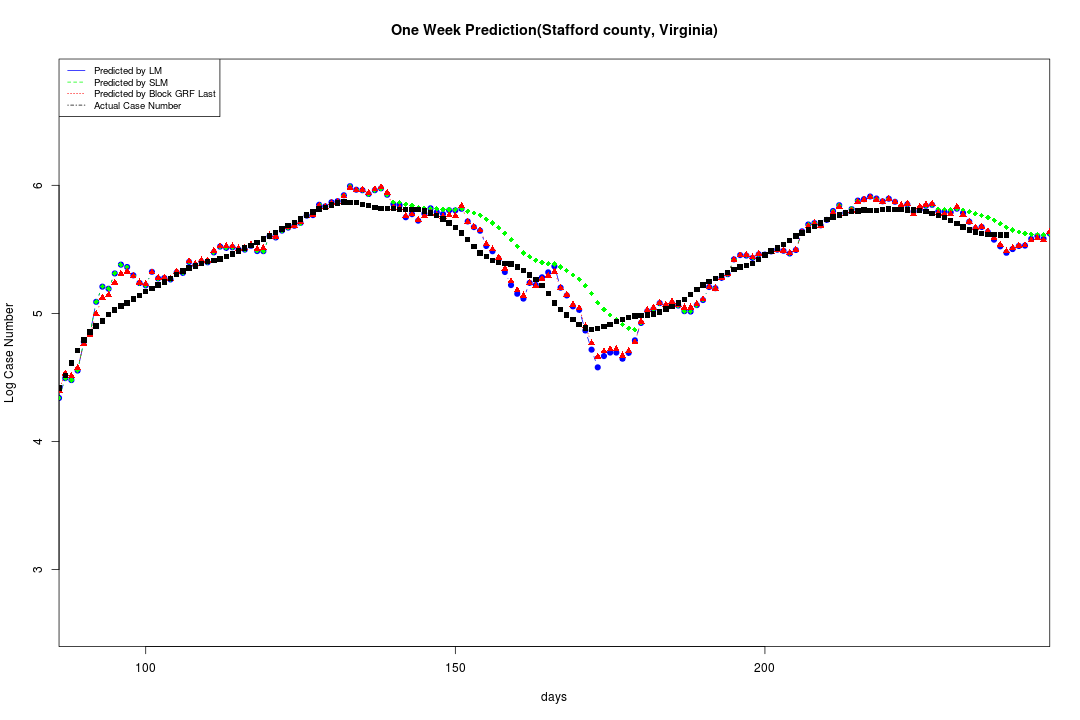 One Week Prediction(Stafford county, Virginia)
Predicted by LM
Predicted by SLM
Predicted by Block GRF Last
Actual Case Number
Log Case Number
6
5
4
3
100
150
200
days